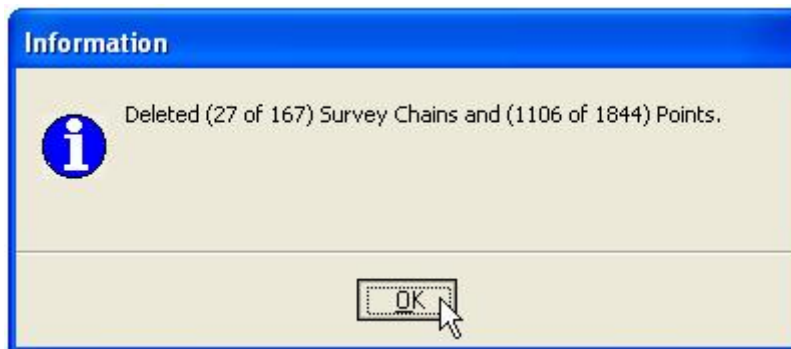 Information
Deleted (27 of 167) Survey Chains and (1106 of 1844) Points.
OK